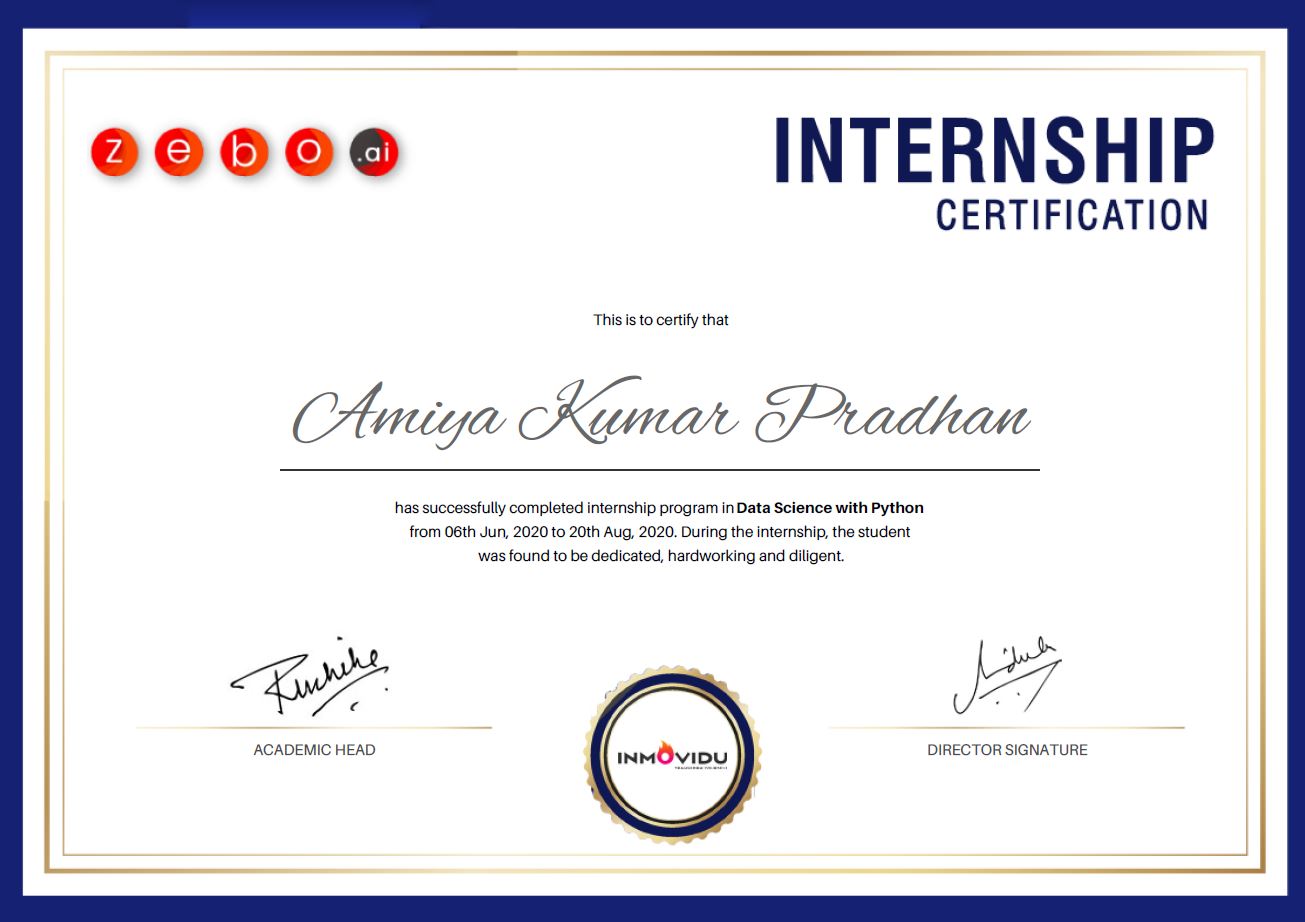 zebo.ai
INTERNSHIP
CERTIFICATION
This is to certify that
Amiya Kumar Pradhan
has successfully completed internship program in Data Science with Python
from 06th Jun, 2020 to 20th Aug, 2020. During the internship, the student
was found to be dedicated, hardworking and diligent.
Ruchika
ACADEMIC HEAD
INMOVIDU
DIRECTOR SIGNATURE